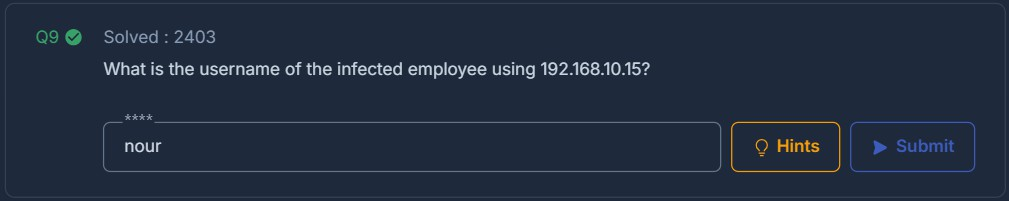 Q9 Solved : 2403
What is the username of the infected employee using 192.168.10.15?
****
nour
Hints
Submit